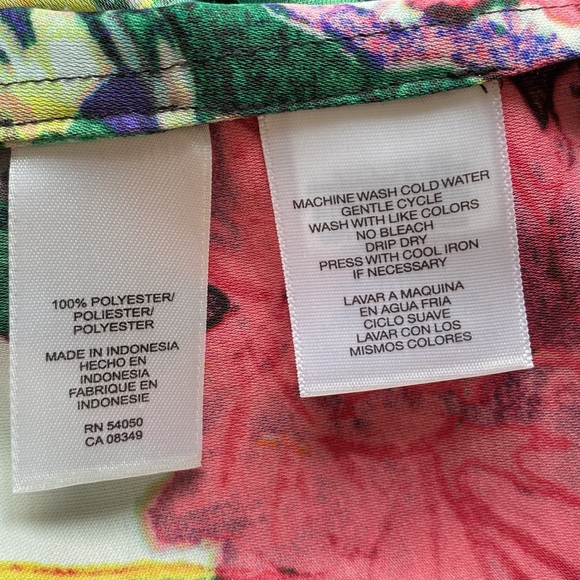 100% POLYESTER/
POLIESTER/
POLYESTER
MADE IN INDONESIA
HECHO EN
INDONESIA
FABRIQUE EN
INDONESIE
RN 54050
CA 08349
MACHINE WASH COLD WATER
GENTLE CYCLE
WASH WITH LIKE COLORS
NO BLEACH
DRIP DRY
PRESS WITH COOL IRON
IF NECESSARY
LAVAR A MAQUINA
EN AGUA FRIA
CICLO SUAVE
LAVAR CON LOS
MISMOS COLORES